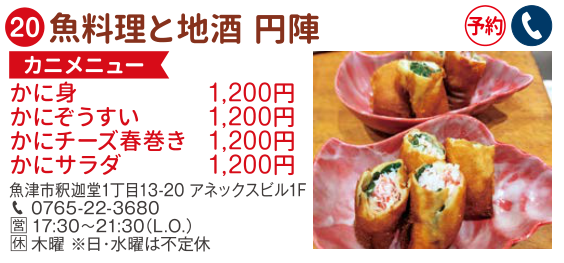 20 魚料理と地酒 円陣 予約
カニメニュー
かに身 1,200円
かにぞうすい 1,200円
かにチーズ春巻き 1,200円
かにサラダ 1,200円
魚津市釈迦堂1丁目13-20 アネックスビル1F
0765-22-3680
営 17:30〜21:30(L.O.)
休 木曜 ※日・水曜は不定休